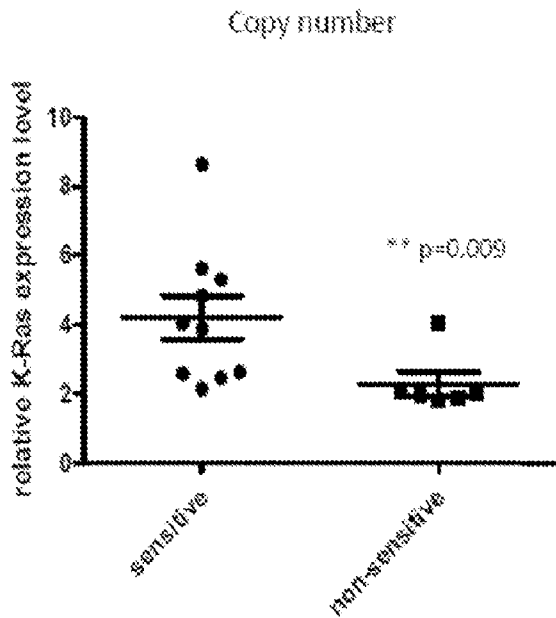 Copy number
relative K-Ras expression level
10
8
6
4
2
0
** p=0.009
sensitive
non-sensitive